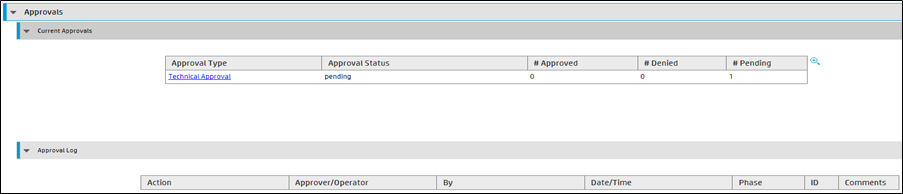 Approvals
Current Approvals
Approval Type Approval Status # Approved # Denied # Pending
Technical Approval pending 0 0 1
Approval Log
Action Approver/Operator By Date/Time Phase ID Comments